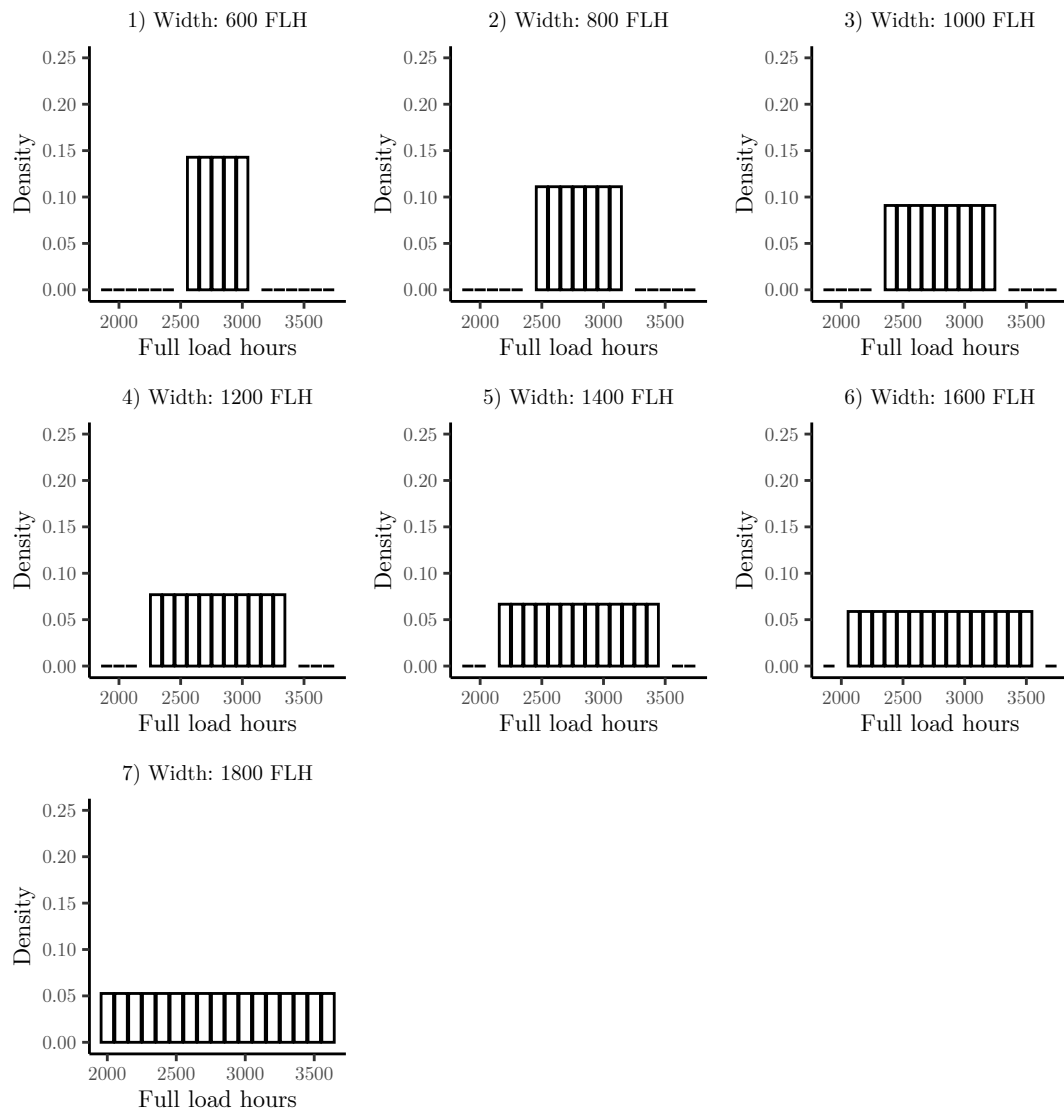 1) Width: 600 FLH
Density
0.25
0.20
0.15
0.10
0.05
0.00
2000 2500 3000 3500
Full load hours
2) Width: 800 FLH
Density
0.25
0.20
0.15
0.10
0.05
0.00
2000 2500 3000 3500
Full load hours
3) Width: 1000 FLH
Density
0.25
0.20
0.15
0.10
0.05
0.00
2000 2500 3000 3500
Full load hours
4) Width: 1200 FLH
Density
0.25
0.20
0.15
0.10
0.05
0.00
2000 2500 3000 3500
Full load hours
5) Width: 1400 FLH
Density
0.25
0.20
0.15
0.10
0.05
0.00
2000 2500 3000 3500
Full load hours
6) Width: 1600 FLH
Density
0.25
0.20
0.15
0.10
0.05
0.00
2000 2500 3000 3500
Full load hours
7) Width: 1800 FLH
Density
0.25
0.20
0.15
0.10
0.05
0.00
2000 2500 3000 3500
Full load hours